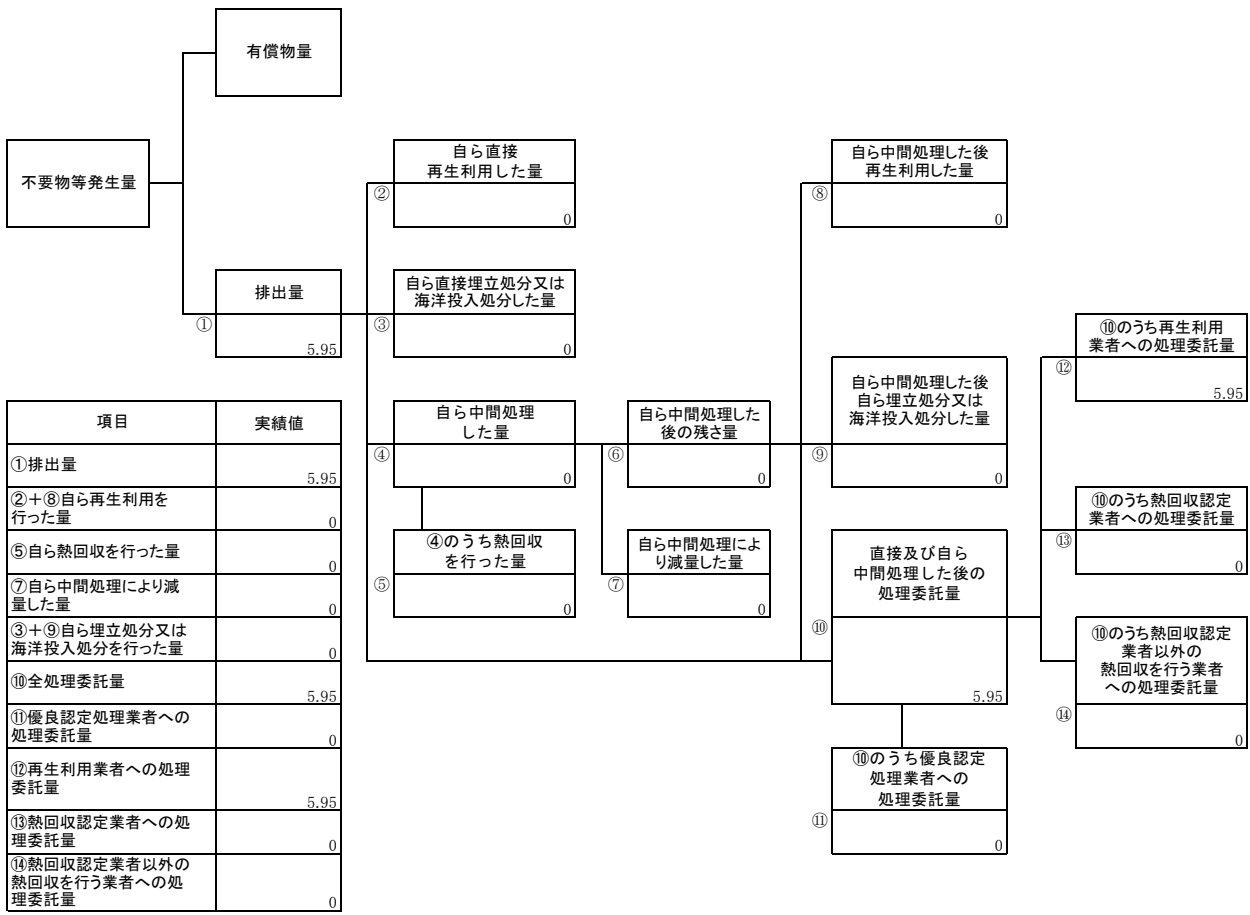 有償物量
不要物等発生量
自ら直接
再生利用した量
②
0
自ら中間処理した後
再生利用した量
⑧
0
排出量
①
5.95
自ら直接埋立処分又は
海洋投入処分した量
③
0
⑩のうち再生利用
業者への処理委託量
⑫
5.95
自ら中間処理した後
自ら埋立処分又は
海洋投入処分した量
⑨
0
自ら中間処理
した量
④
0
自ら中間処理した
後の残さ量
⑥
0
④のうち熱回収
を行った量
⑤
0
自ら中間処理によ
り減量した量
⑦
0
直接及び自ら
中間処理した後の
処理委託量
⑩
5.95
⑩のうち熱回収認定
業者への処理委託量
⑬
0
⑩のうち熱回収認定
業者以外の
熱回収を行う業者
への処理委託量
⑭
0
⑩のうち優良認定
処理業者への
処理委託量
⑪
0
項目 実績値
①排出量
5.95
②+⑧自ら再生利用を
行った量
0
⑤自ら熱回収を行った量
0
⑦自ら中間処理により減
量した量
0
③+⑨自ら埋立処分又は
海洋投入処分を行った量
0
⑩全処理委託量
5.95
⑪優良認定処理業者への
処理委託量
0
⑫再生利用業者への処理
委託量
5.95
⑬熱回収認定業者への処
理委託量
0
⑭熱回収認定業者以外の
熱回収を行う業者への処
理委託量
0